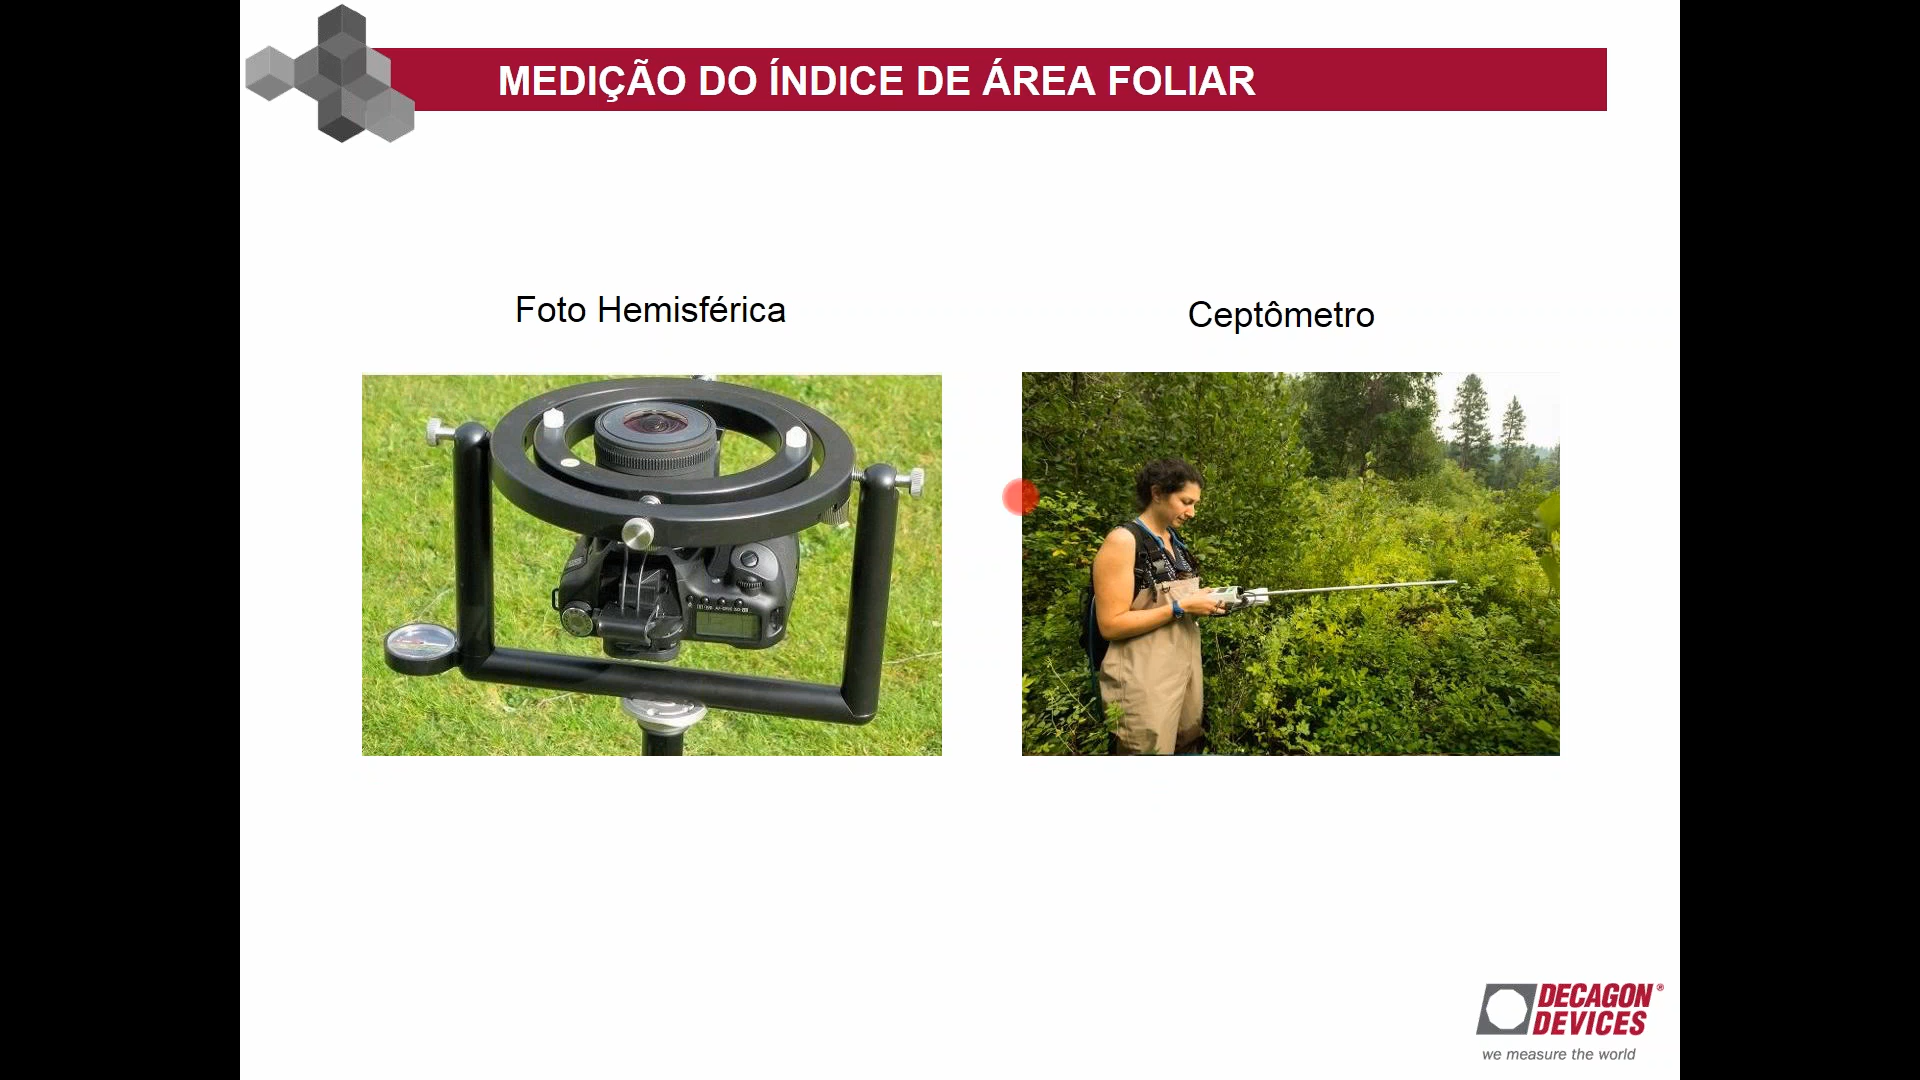 MEDIÇÃO DO ÍNDICE DE ÁREA FOLIAR
Foto Hemisférica
Ceptômetro
DECAGON®
DEVICES
we measure the world